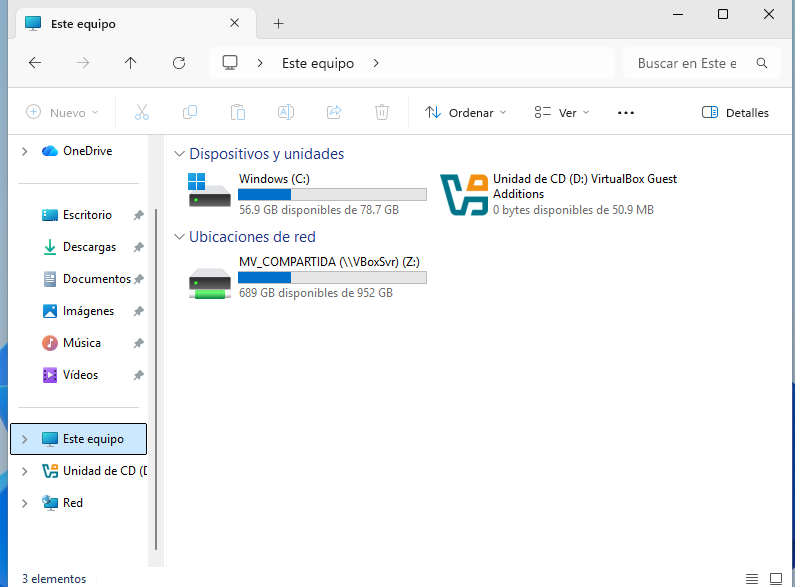 Este equipo
Este equipo
Buscar en Este e
Nuevo
Ordenar
Ver
Detalles
OneDrive
Escritorio
Descargas
Documentos
Imágenes
Música
Vídeos
Este equipo
Unidad de CD (D
Red
Dispositivos y unidades
Windows (C:)
56.9 GB disponibles de 78.7 GB
Unidad de CD (D:) VirtualBox Guest
Additions
0 bytes disponibles de 50.9 MB
Ubicaciones de red
MV_COMPARTIDA (\\VBoxSvr) (Z:)
689 GB disponibles de 952 GB
3 elementos